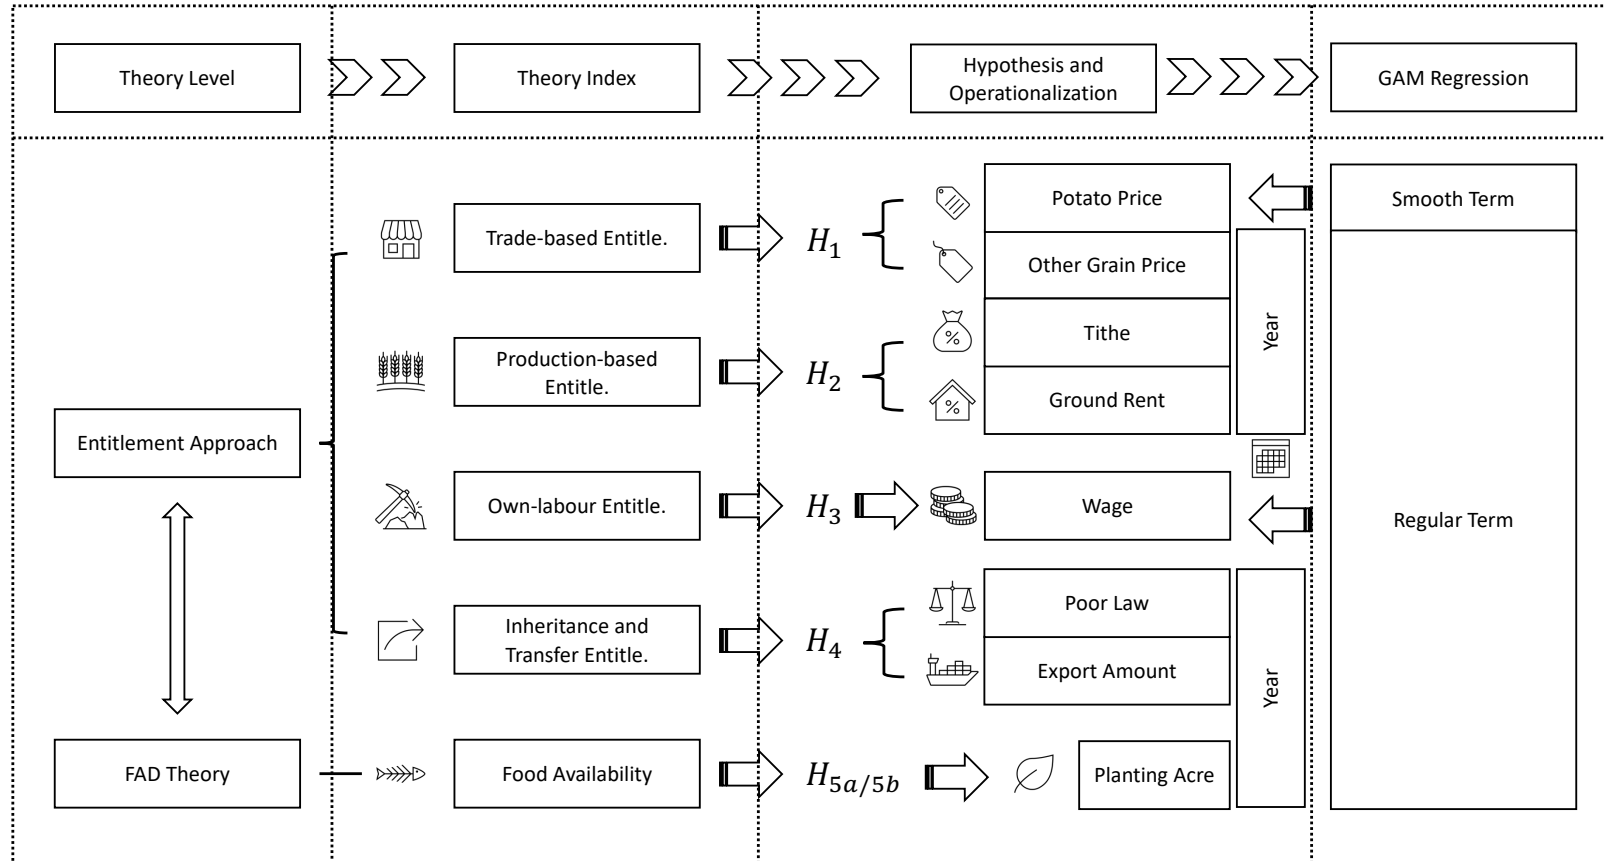 Theory Level
Theory Index
Hypothesis and
Operationalization
GAM Regression
Potato Price
Smooth Term
Trade-based Entitle.
H₁
Other Grain Price
Tithe
Year
Production-based
Entitle.
H₂
Ground Rent
Entitlement Approach
Own-labour Entitle.
H₃
Wage
Regular Term
Poor Law
Inheritance and
Transfer Entitle.
H₄
Export Amount
Year
FAD Theory
Food Availability
H₅ₐ/₅b
Planting Acre
%
%